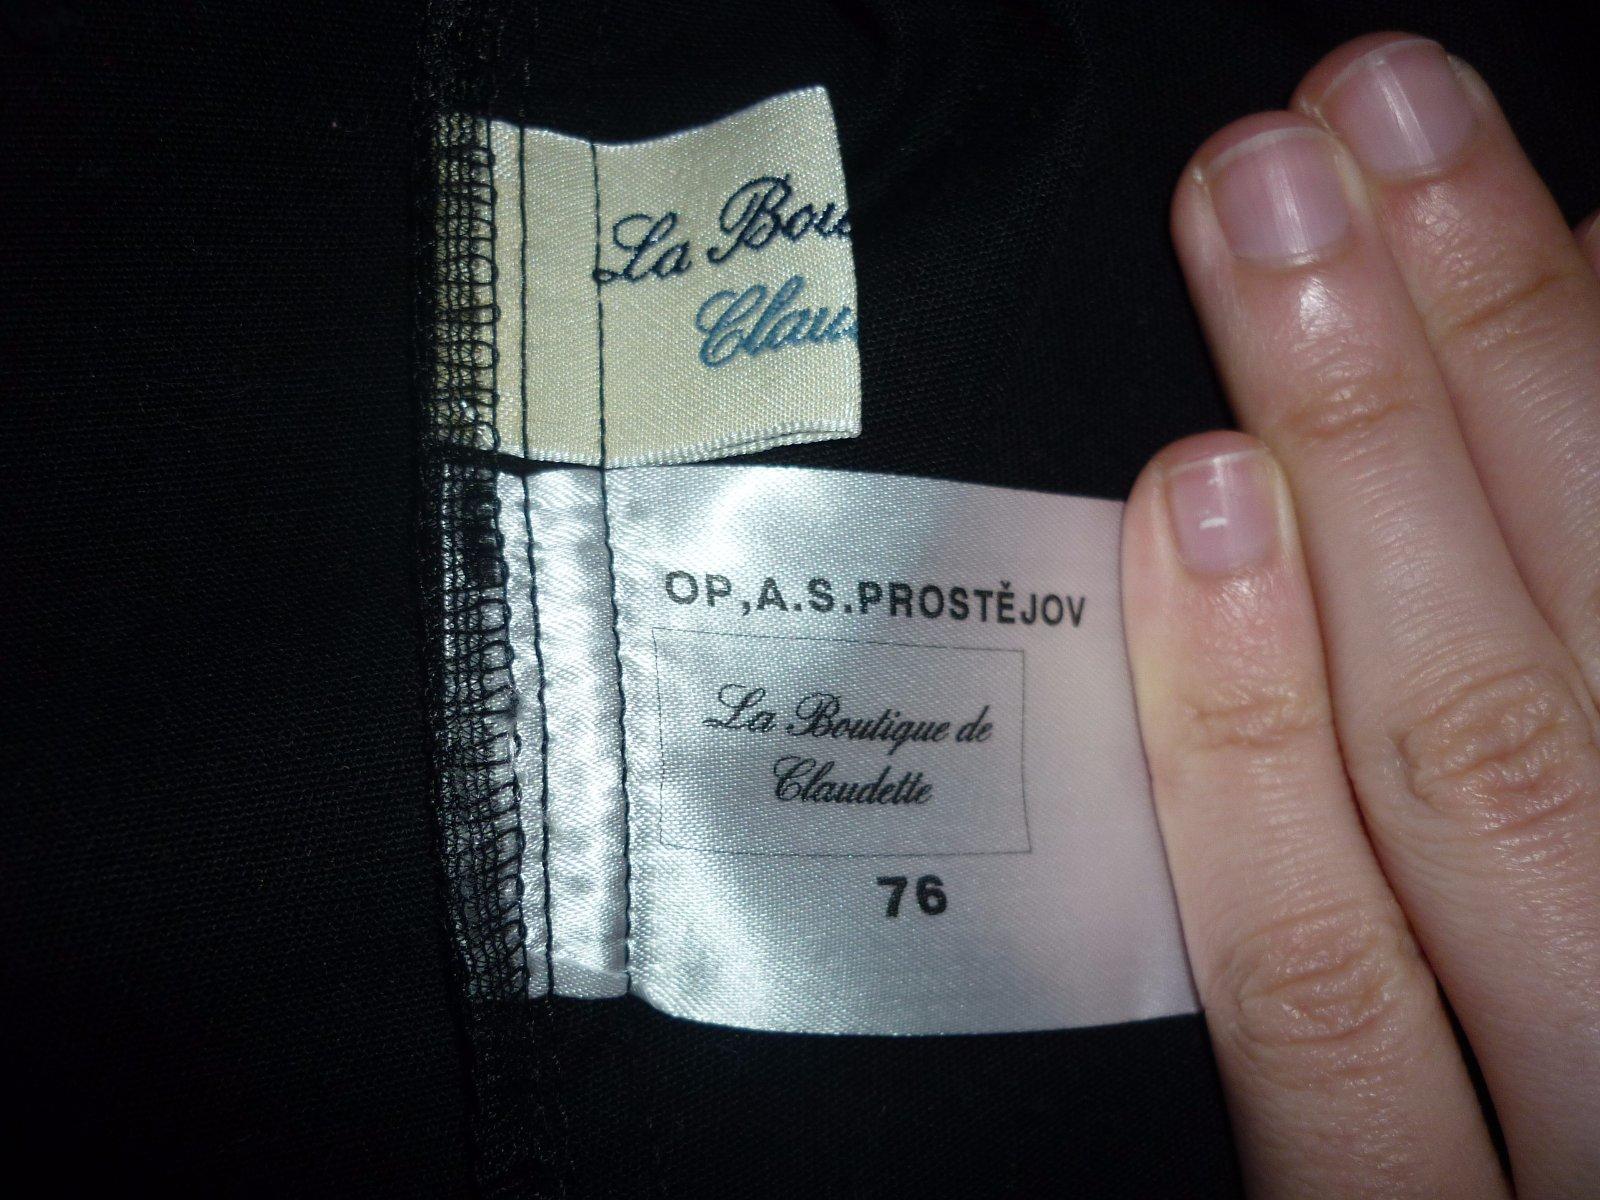 La
OP,A.S.PROSTĚJOV
La Boutique de
Claudette
76